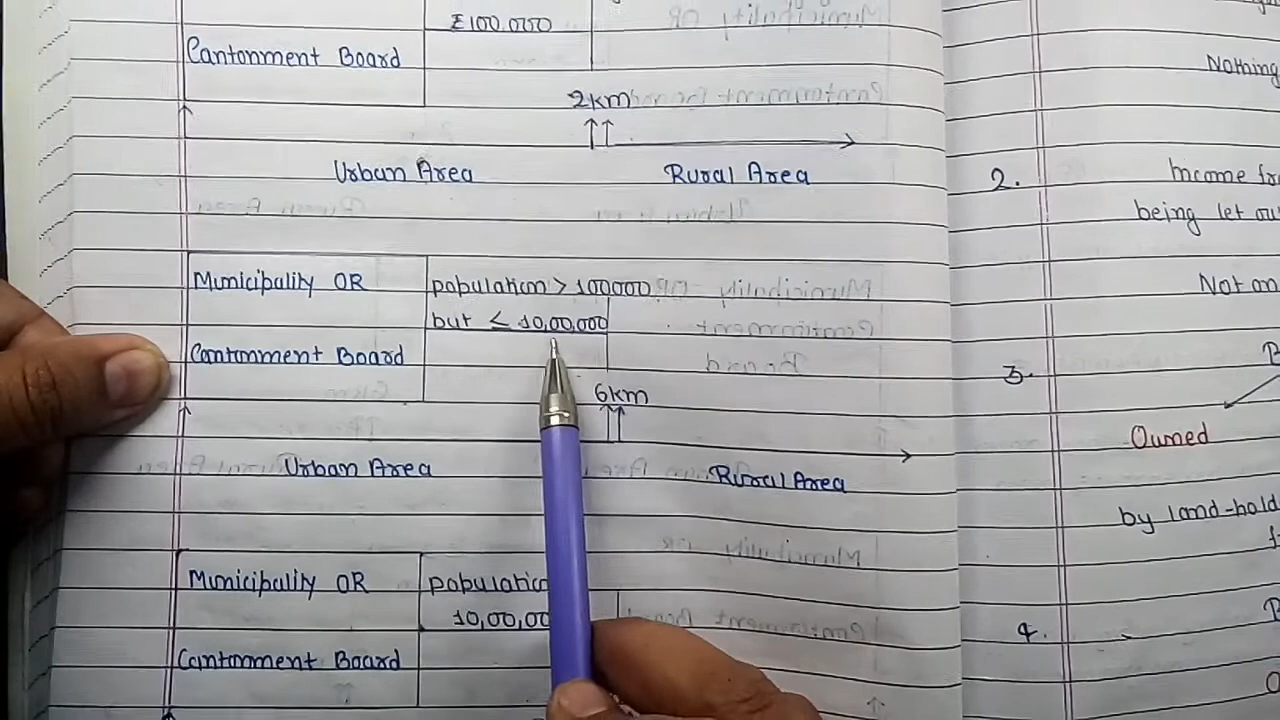 ≤100,000
Cantonment Board
2km
Urban Area
Rural Area
Municipality OR
population > 100000
but ≤ 10,00,000
Cantonment Board
6km
Urban Area
Rural Area
Municipality OR
10,00,00
Cantonment Board
Nothing
2.
Income
being let
Not
3.
Owned
by land-hold
4.